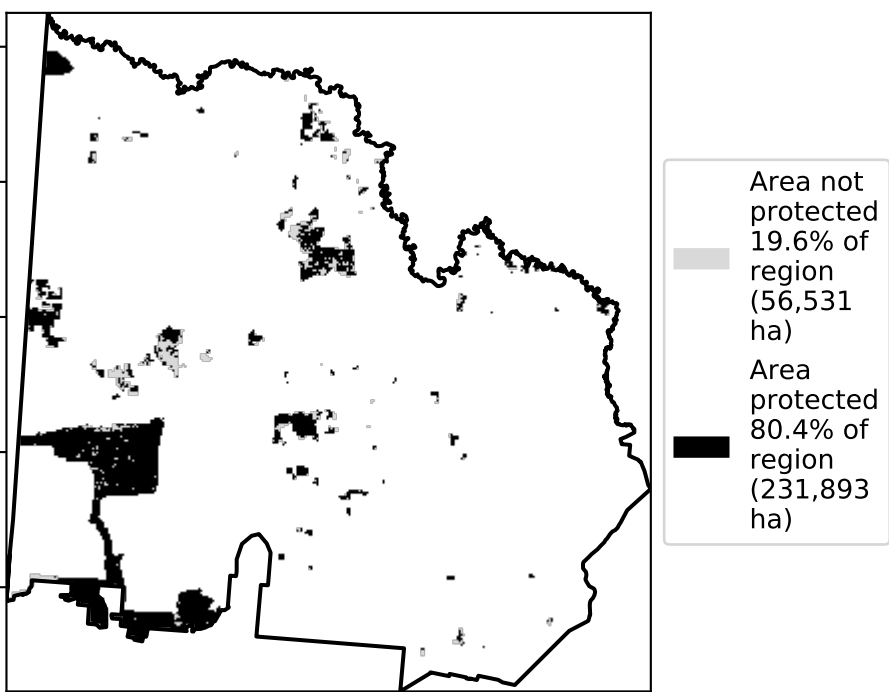 Area not
protected
19.6% of
region
(56,531
ha)
Area
protected
80.4% of
region
(231,893
ha)